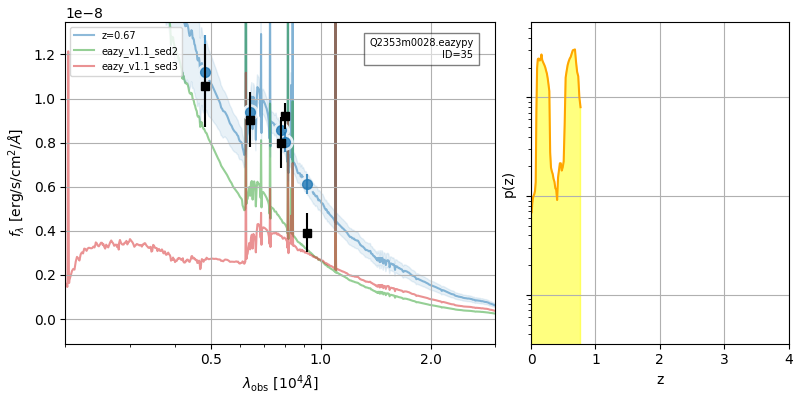 1e−8
z=0.67
eazy_v1.1_sed2
eazy_v1.1_sed3
Q2353m0028.eazypy
ID=35
1.2
1.0
0.8
0.6
0.4
0.2
0.0
f_λ [erg/s/cm²/Å]
0.5
1.0
2.0
λ_obs [10⁴Å]
p(z)
0
1
2
3
4
z